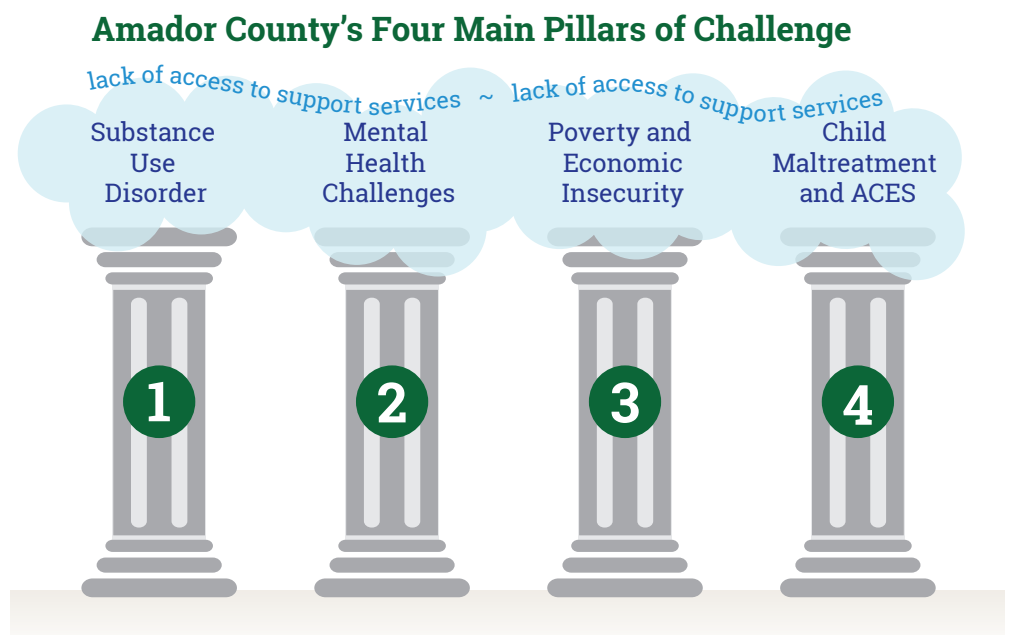 Amador County's Four Main Pillars of Challenge
lack of access to support services ~ lack of access to support services
Substance
Use
Disorder
Mental
Health
Challenges
Poverty and
Economic
Insecurity
Child
Maltreatment
and ACES
1
2
3
4